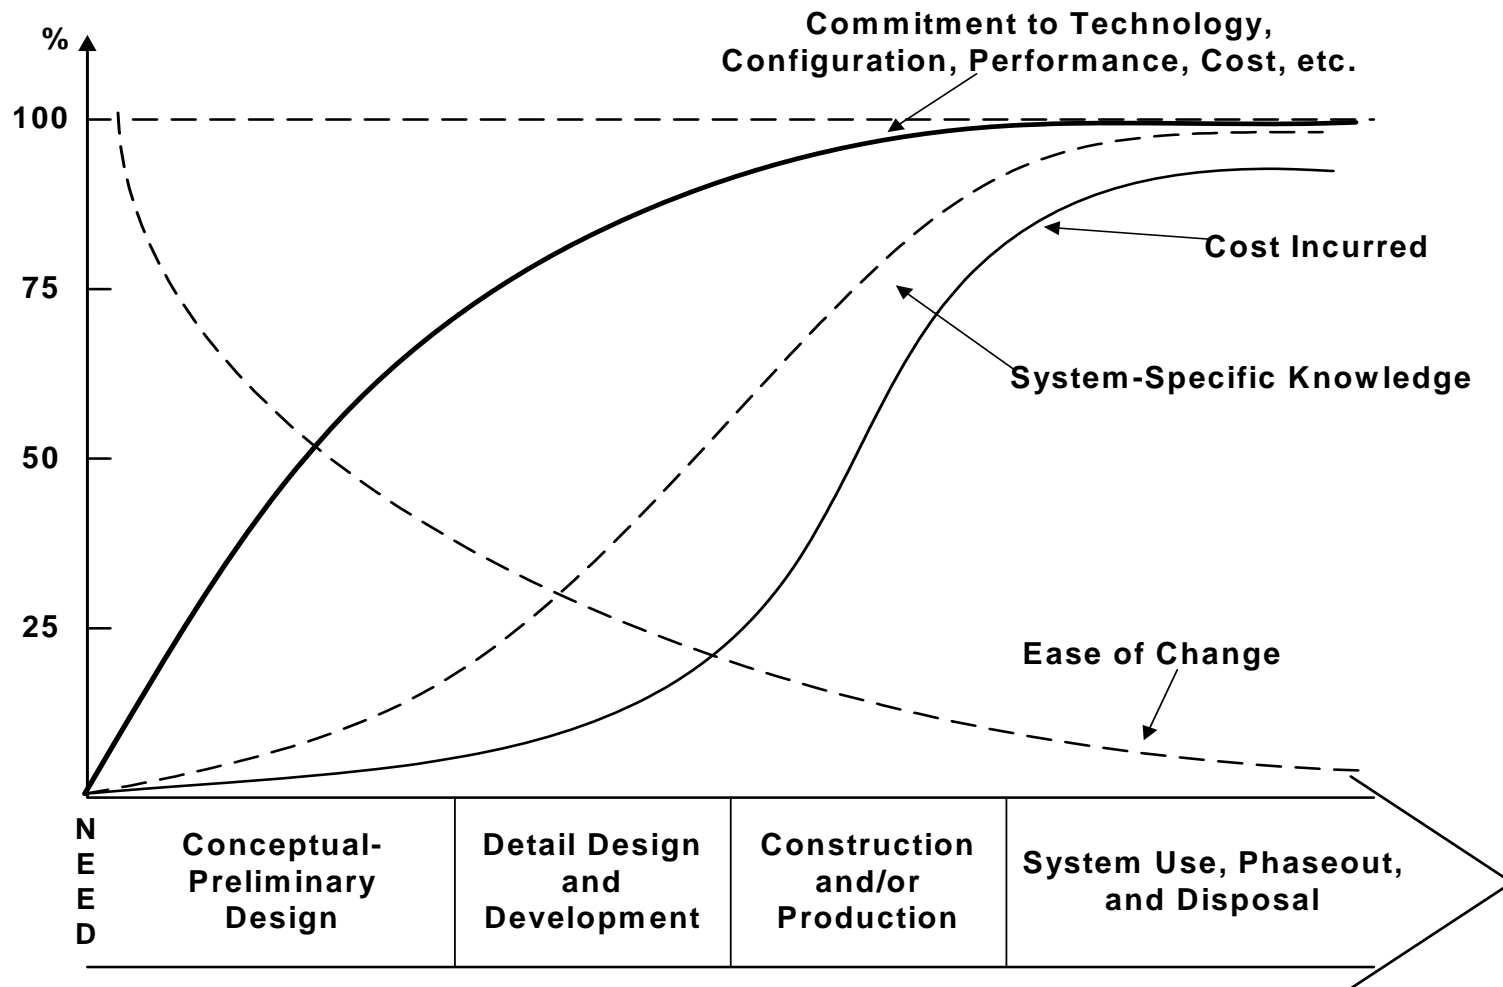 Commitment to Technology,
Configuration, Performance, Cost, etc.
%
100
75
50
25
Cost Incurred
System-Specific Knowledge
Ease of Change
NEED
Conceptual-
Preliminary
Design
Detail Design
and
Development
Construction
and/or
Production
System Use, Phaseout,
and Disposal